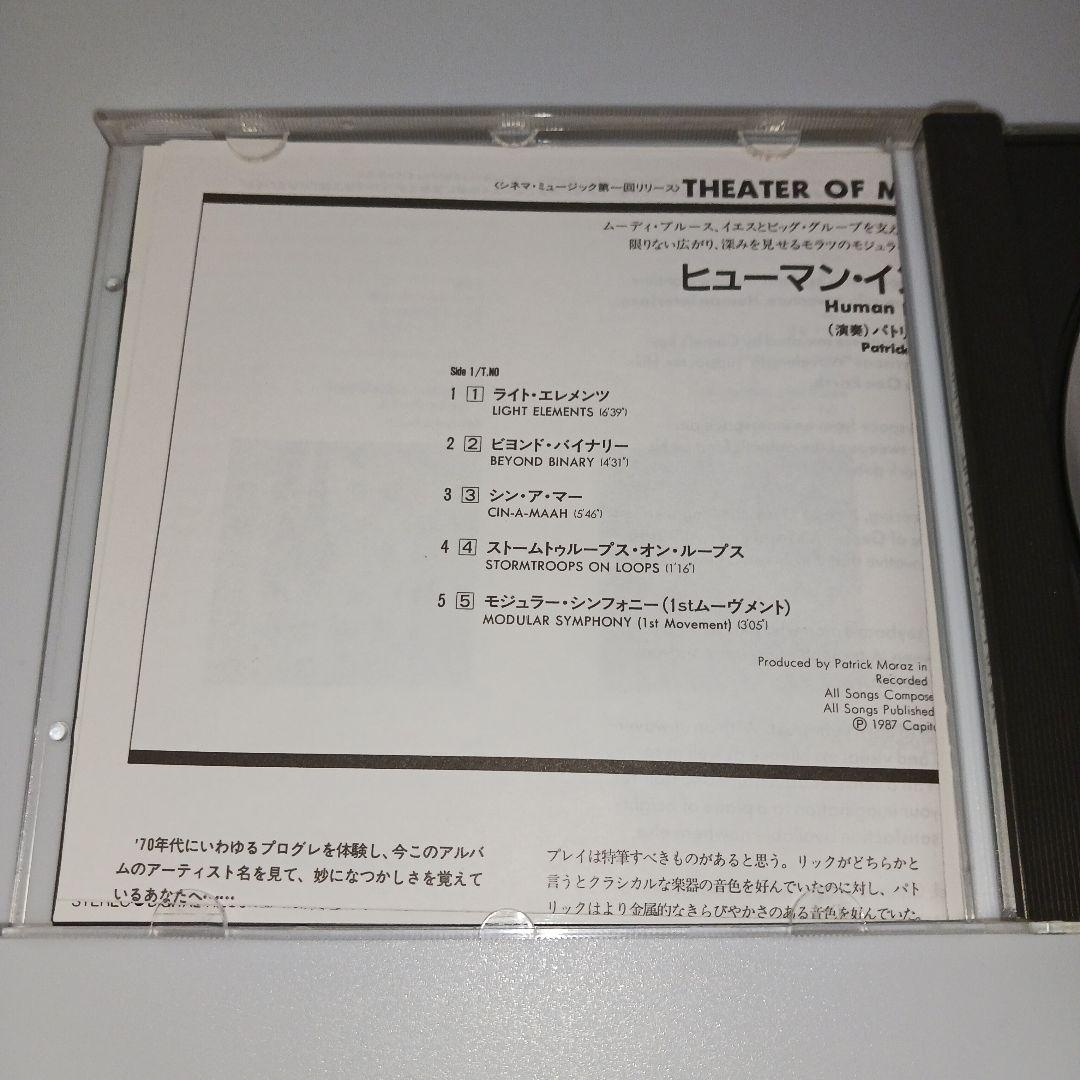 〈シネマ・ミュージック第一回リリース〉THEATER OF M
ムーディ・ブルース、イエスとビッグ・グループを支え
限りない広がり、深みを見せるモラツのモジュラ
ヒューマン・イン
Human
(演奏)パトリ
Patrick
Side 1/T.NO
1 1 ライト・エレメンツ
LIGHT ELEMENTS (6'39")
2 2 ビヨンド・バイナリー
BEYOND BINARY (4'31")
3 3 シン・ア・マー
CIN-A-MAAH (5'46")
4 4 ストームトゥループス・オン・ループス
STORMTROOPS ON LOOPS (1'16")
5 5 モジュラー・シンフォニー(1stムーヴメント)
MODULAR SYMPHONY (1st Movement) (3'05")
Produced by Patrick Moraz in
Recorded
All Songs Compose
All Songs Published
Ⓟ 1987 Capito
'70年代にいわゆるプログレを体験し、今このアルバ
ムのアーティスト名を見て、妙になつかしさを覚えて
いるあなたへ……
プレイは特筆すべきものがあると思う。リックがどちらかと
言うとクラシカルな楽器の音色を好んでいたのに対し、パト
リックはより金属的なきらびやかさのある音色を好んでいた。